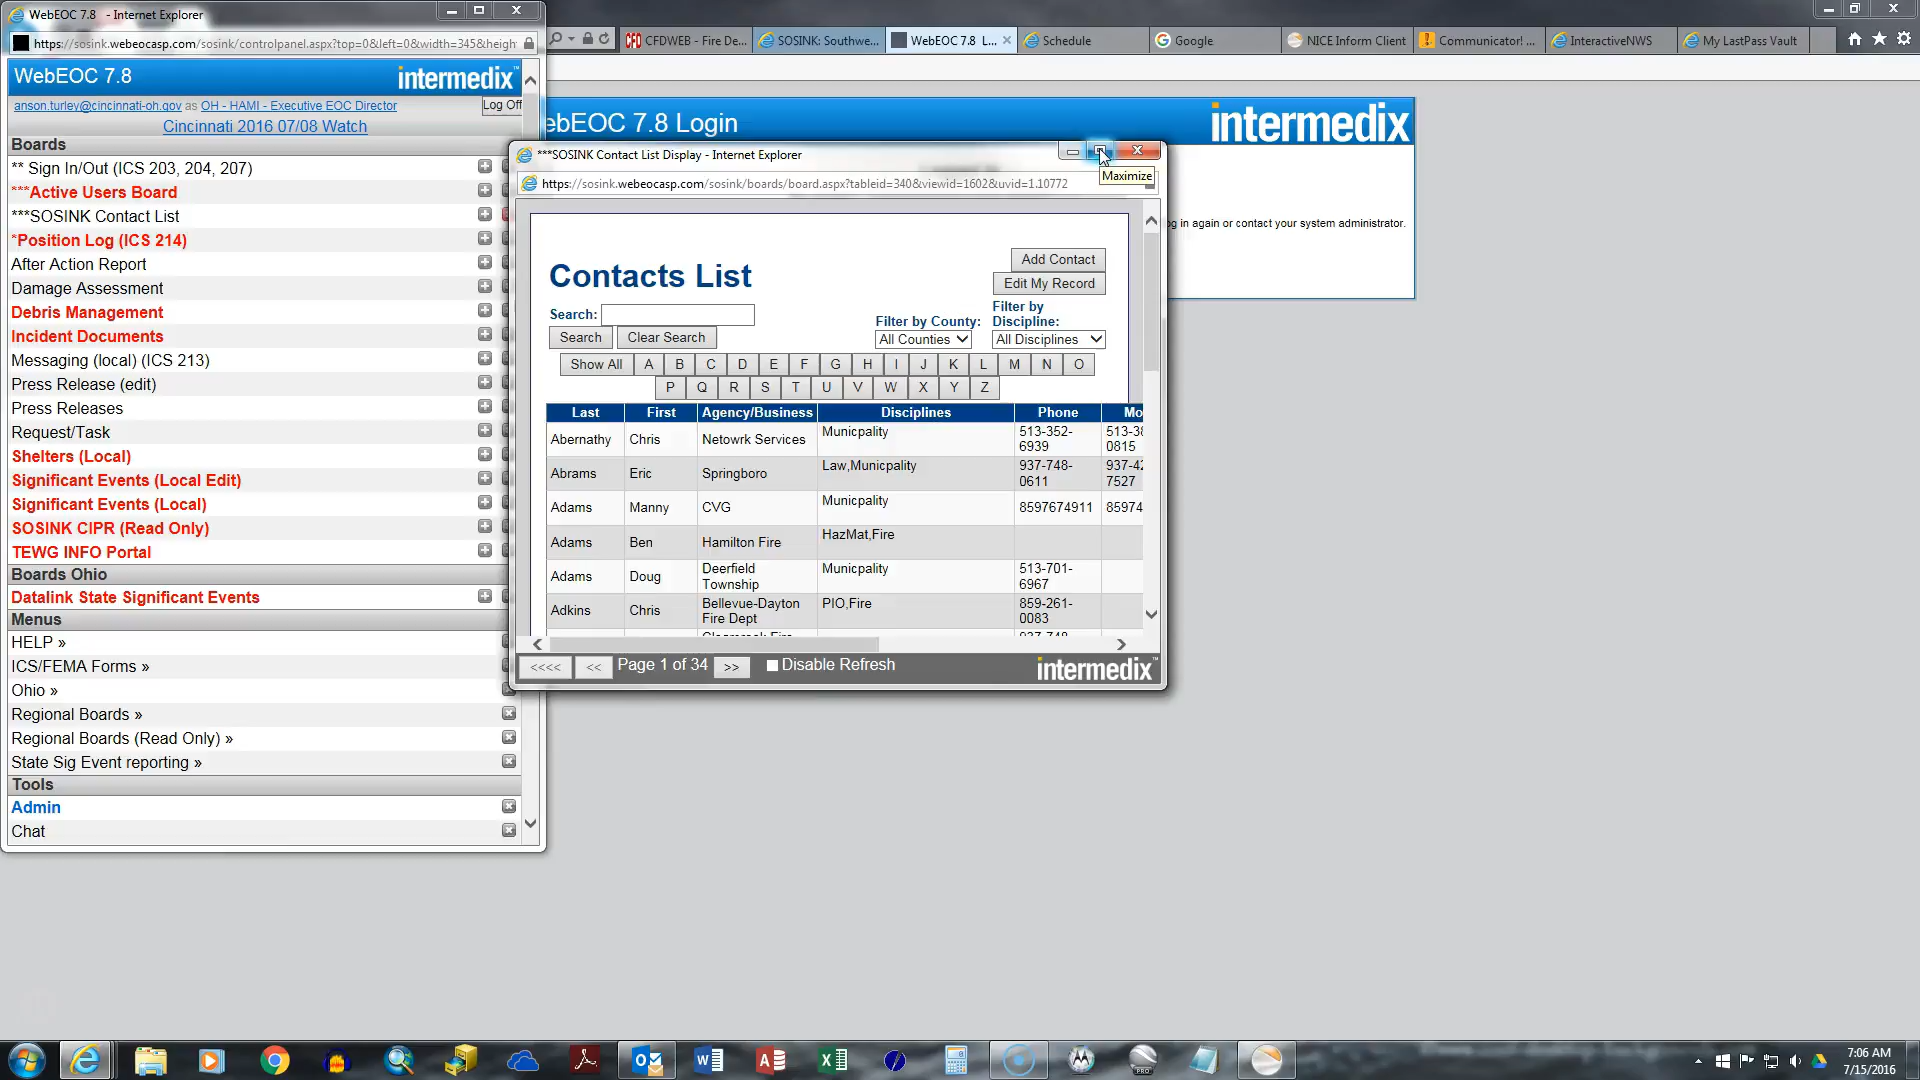 WebEOC 7.8 - Internet Explorer
https://sosink.webeocasp.com/sosink/controlpanel.aspx?top=0&left=0&width=345&heigh
CFDWEB - Fire De...
SOSINK: Southwe...
WebEOC 7.8 L...
Schedule
Google
NICE Inform Client
Communicator! ...
InteractiveNWS
My LastPass Vault
WebEOC 7.8
intermedix
anson.turley@cincinnati-oh.gov as OH - HAMI - Executive EOC Director
Log Off
Cincinnati 2016 07/08 Watch
Boards
** Sign In/Out (ICS 203, 204, 207)
***Active Users Board
***SOSINK Contact List
*Position Log (ICS 214)
After Action Report
Damage Assessment
Debris Management
Incident Documents
Messaging (local) (ICS 213)
Press Release (edit)
Press Releases
Request/Task
Shelters (Local)
Significant Events (Local Edit)
Significant Events (Local)
SOSINK CIPR (Read Only)
TEWG INFO Portal
Boards Ohio
Datalink State Significant Events
Menus
HELP »
ICS/FEMA Forms »
Ohio »
Regional Boards »
Regional Boards (Read Only) »
State Sig Event reporting »
Tools
Admin
Chat
ebEOC 7.8 Login
intermedix
g in again or contact your system administrator.
***SOSINK Contact List Display - Internet Explorer
Maximize
https://sosink.webeocasp.com/sosink/boards/board.aspx?tableid=340&viewid=1602&uvid=1.10772
Contacts List
Add Contact
Edit My Record
Search:
Search Clear Search
Filter by County:
All Counties
Filter by
Discipline:
All Disciplines
Show All A B C D E F G H I J K L M N O
P Q R S T U V W X Y Z
Last First Agency/Business Disciplines Phone Mo
Abernathy Chris Netowrk Services Municpality 513-352-6939 513-38 0815
Abrams Eric Springboro Law,Municpality 937-748-0611 937-42 7527
Adams Manny CVG Municpality 8597674911 85974
Adams Ben Hamilton Fire HazMat,Fire
Adams Doug Deerfield Township Municpality 513-701-6967
Adkins Chris Bellevue-Dayton Fire Dept PIO,Fire 859-261-0083
<<<< << Page 1 of 34 >> Disable Refresh
intermedix
7:06 AM
7/15/2016